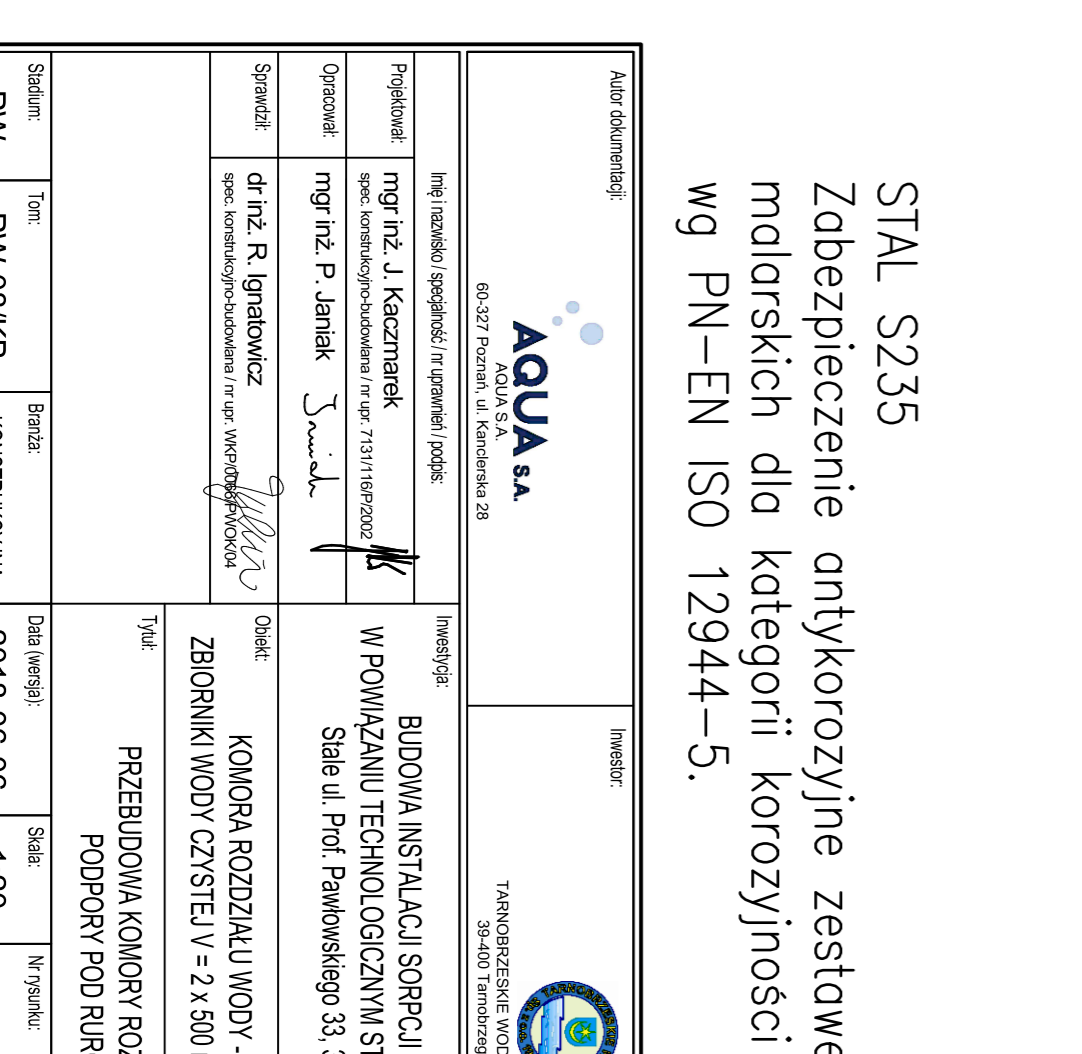 STAL S235
Zabezpieczenie antykorozyjne
malarskich dla kategorii korozyjności
wg PN-EN ISO 12944-5.
Autor dokumentacji:
AQUA S.A.
AQUA S.A.
60-327 Poznań, ul. Kanclerska 28
Inwestor:
TARNOBRZESKIE
39-400 Tarnobrzeg
Imię i nazwisko / specjalność / nr uprawnień / podpis:
Projektował:
mgr inż. J. Kaczmarek
spec. konstrukcyjno-budowlana / nr upr. 7131/116/P/2002
Opracował:
mgr inż. P. Janiak
Sprawdził:
dr inż. R. Ignatowicz
spec. konstrukcyjno-budowlana / nr upr. WKP/0066/PWOK/04
Inwestycja:
BUDOWA INSTALACJI SORPCJI
W POWIĄZANIU TECHNOLOGICZNYM
Stale ul. Prof. Pawłowskiego 33,
Obiekt:
KOMORA ROZDZIAŁU WODY -
ZBIORNIKI WODY CZYSTEJ V = 2 x 500
Tytuł:
PRZEBUDOWA KOMORY
PODPORY POD
Stadium:
Tom:
Branża:
Data (wersja):
Skala:
Nr rysunku: